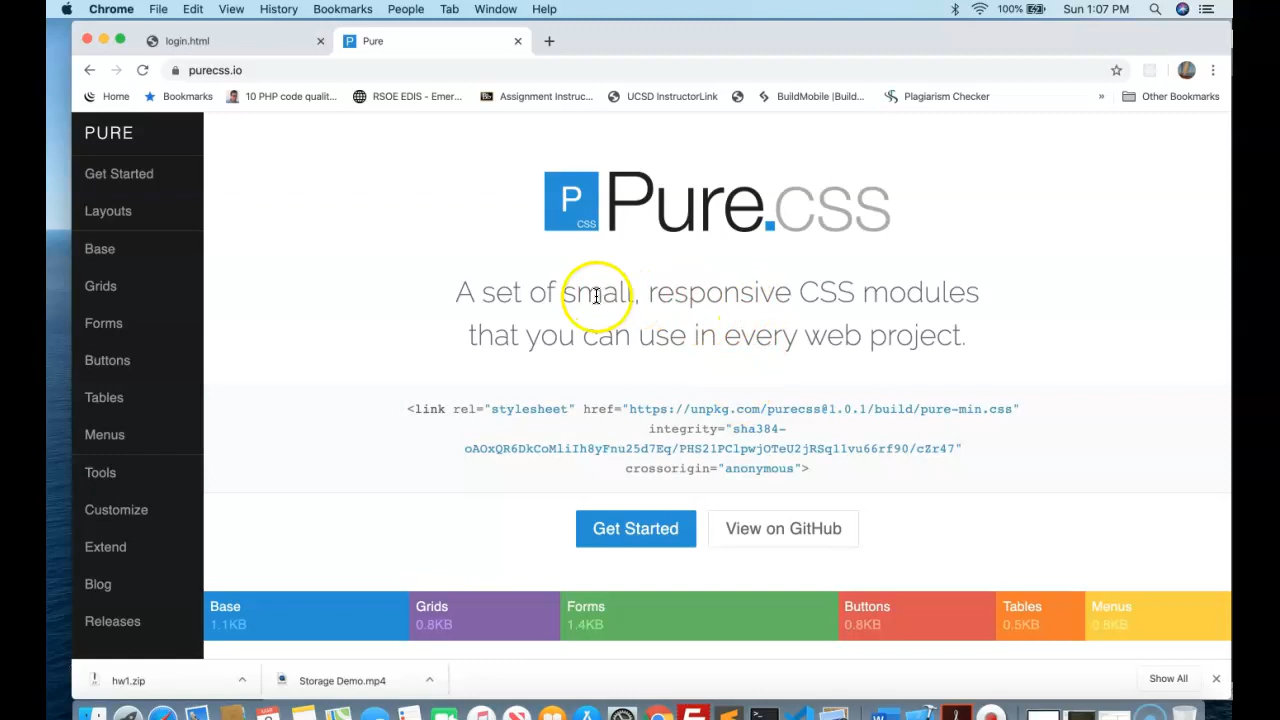 Chrome File Edit View History Bookmarks People Tab Window Help 100% Sun 1:07 PM
login.html Pure
purecss.io
Home Bookmarks 10 PHP code qualit... RSOE EDIS - Emer... Assignment Instruc... UCSD InstructorLink BuildMobile |Build... Plagiarism Checker » Other Bookmarks
PURE
Get Started
Layouts
Base
Grids
Forms
Buttons
Tables
Menus
Tools
Customize
Extend
Blog
Releases
P CSS Pure.css
A set of small, responsive CSS modules
that you can use in every web project.
<link rel="stylesheet" href="https://unpkg.com/purecss@1.0.1/build/pure-min.css"
integrity="sha384-
oAOxQR6DkCoMliIh8yFnu25d7Eq/PHS21PClpwjOTeU2jRSq11vu66rf90/cZr47"
crossorigin="anonymous">
Get Started View on GitHub
Base Grids Forms Buttons Tables Menus
1.1KB 0.8KB 1.4KB 0.8KB 0.5KB 0.8KB
hw1.zip Storage Demo.mp4 Show All